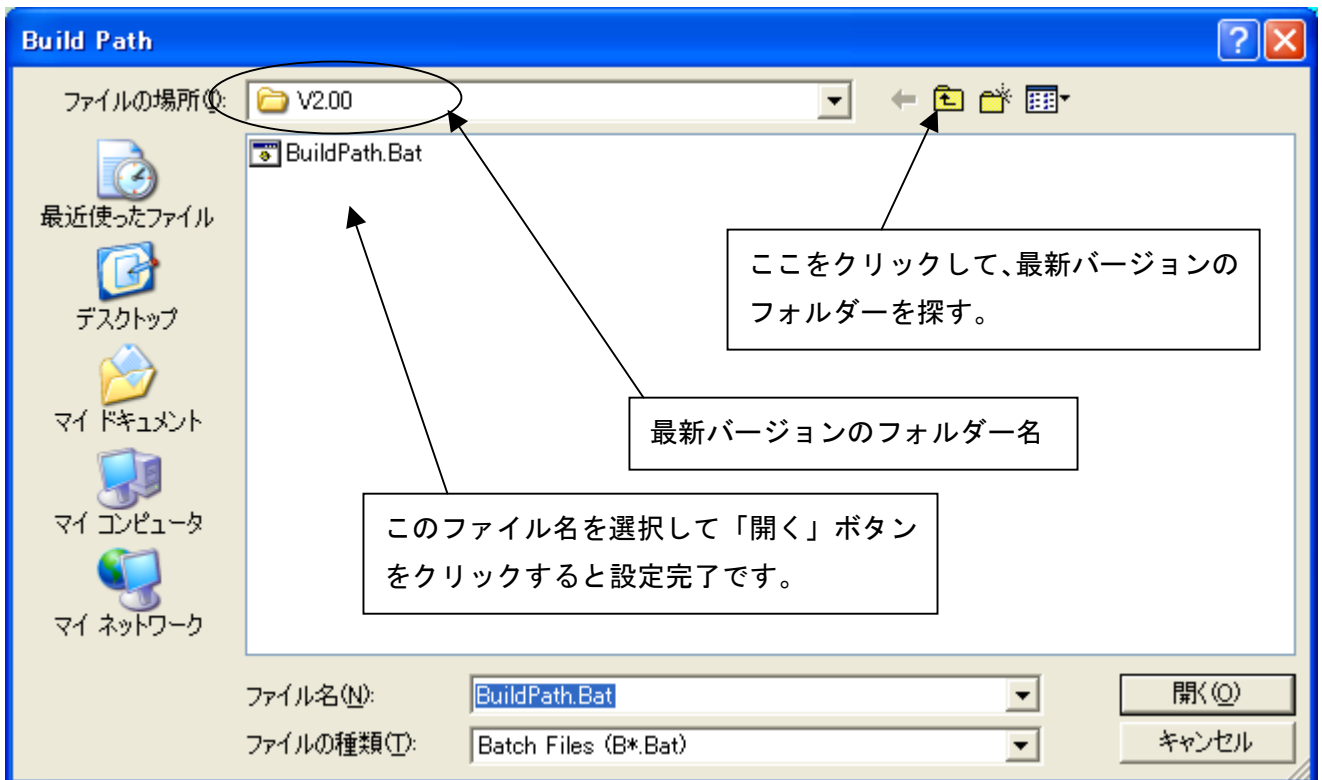 Build Path
ファイルの場所(I):
V2.00
BuildPath.Bat
最近使ったファイル
デスクトップ
マイ ドキュメント
マイ コンピュータ
マイ ネットワーク
ここをクリックして、最新バージョンの
フォルダーを探す。
最新バージョンのフォルダー名
このファイル名を選択して「開く」ボタン
をクリックすると設定完了です。
ファイル名(N):
BuildPath.Bat
開く(O)
ファイルの種類(T):
Batch Files (B*.Bat)
キャンセル